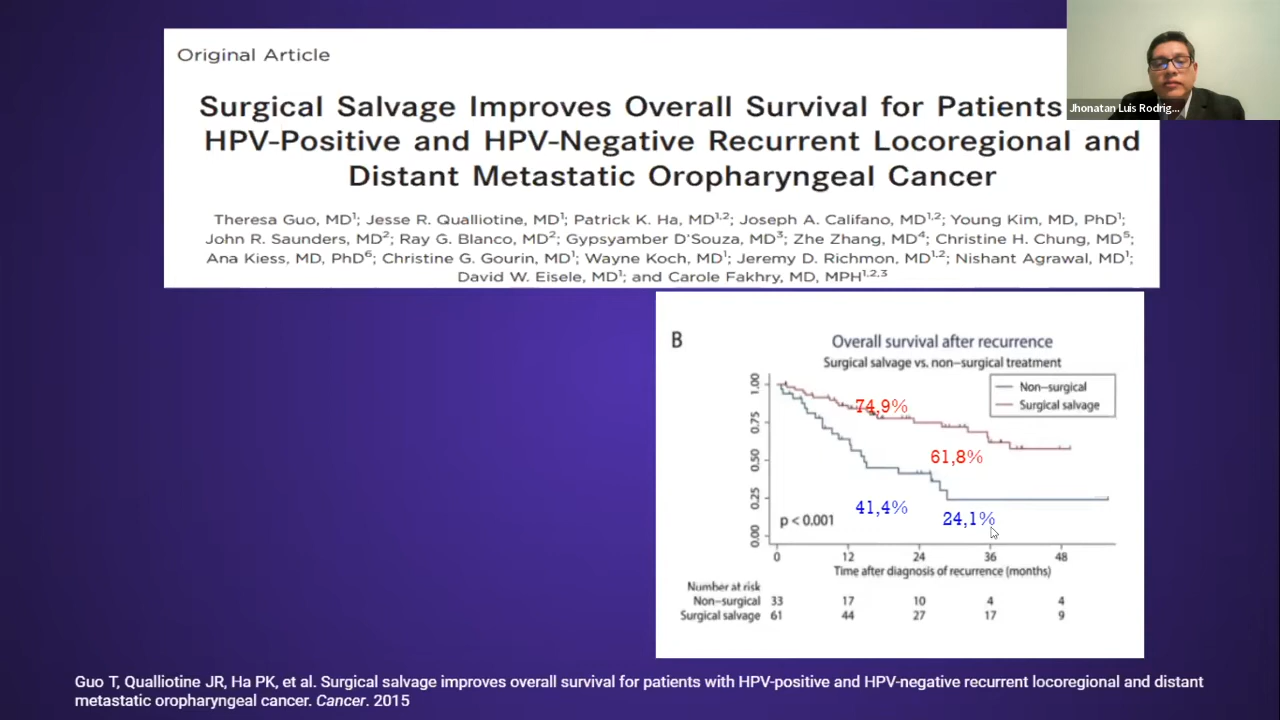 Original Article
Surgical Salvage Improves Overall Survival for Patients
HPV-Positive and HPV-Negative Recurrent Locoregional and
Distant Metastatic Oropharyngeal Cancer
Theresa Guo, MD¹; Jesse R. Qualliotine, MD¹; Patrick K. Ha, MD¹,²; Joseph A. Califano, MD¹,²; Young Kim, MD, PhD¹;
John R. Saunders, MD²; Ray G. Blanco, MD²; Gypsyamber D'Souza, MD³; Zhe Zhang, MD⁴; Christine H. Chung, MD⁵;
Ana Kiess, MD, PhD⁶; Christine G. Gourin, MD¹; Wayne Koch, MD¹; Jeremy D. Richmon, MD¹,²; Nishant Agrawal, MD¹;
David W. Eisele, MD¹; and Carole Fakhry, MD, MPH¹,²,³
Jhonatan Luis Rodrig...
B
Overall survival after recurrence
Surgical salvage vs. non-surgical treatment
Non-surgical
Surgical salvage
1.00
0.75
0.50
0.25
0.00
74,9%
61,8%
41,4%
24,1%
p < 0.001
0 12 24 36 48
Time after diagnosis of recurrence (months)
Number at risk
Non-surgical 33 17 10 4 4
Surgical salvage 61 44 27 17 9
Guo T, Qualliotine JR, Ha PK, et al. Surgical salvage improves overall survival for patients with HPV-positive and HPV-negative recurrent locoregional and distant
metastatic oropharyngeal cancer. Cancer. 2015